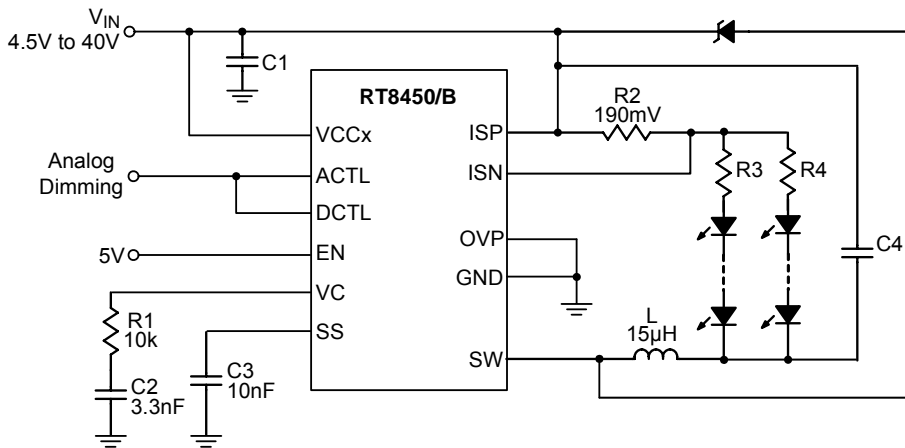 VIN
4.5V to 40V
C1
RT8450/B
R2
190mV
VCCx
ISP
Analog
Dimming
ACTL
ISN
R3
R4
DCTL
OVP
C4
5V
EN
GND
VC
R1
10k
SS
L
15µH
SW
C3
10nF
C2
3.3nF